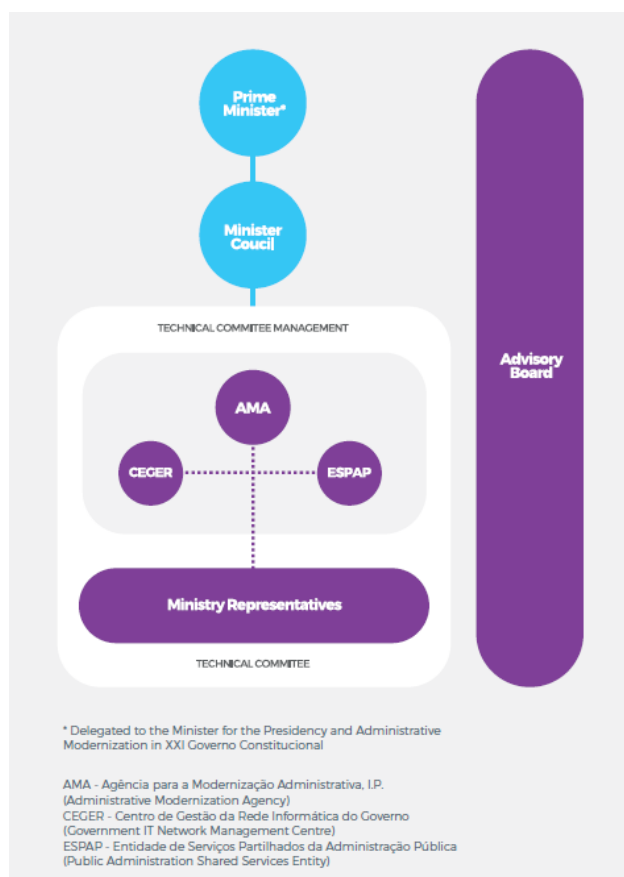 Prime
Minister*
Minister
Coucil
TECHNICAL COMMITEE MANAGEMENT
AMA
CEGER
ESPAP
Ministry Representatives
TECHNICAL COMMITEE
Advisory
Board
* Delegated to the Minister for the Presidency and Administrative
Modernization in XXI Governo Constitucional
AMA - Agência para a Modernização Administrativa, I.P.
(Administrative Modernization Agency)
CEGER - Centro de Gestão da Rede Informática do Governo
(Government IT Network Management Centre)
ESPAP - Entidade de Serviços Partilhados da Administração Pública
(Public Administration Shared Services Entity)